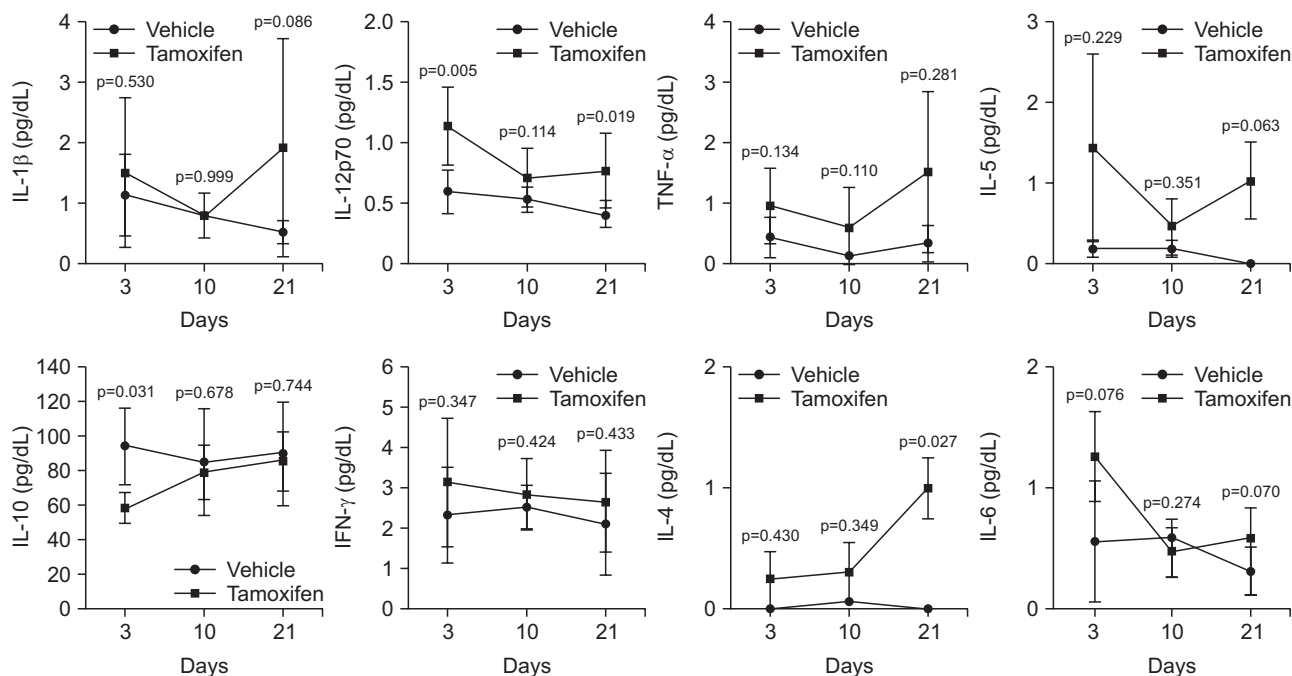 IL-1β (pg/dL)
4
3
2
1
0
Vehicle
Tamoxifen
p=0.530
p=0.999
p=0.086
3
10
21
Days
IL-12p70 (pg/dL)
2.0
1.5
1.0
0.5
0
Vehicle
Tamoxifen
p=0.005
p=0.114
p=0.019
3
10
21
Days
TNF-α (pg/dL)
4
3
2
1
0
Vehicle
Tamoxifen
p=0.134
p=0.110
p=0.281
3
10
21
Days
IL-5 (pg/dL)
3
2
1
0
Vehicle
Tamoxifen
p=0.229
p=0.351
p=0.063
3
10
21
Days
IL-10 (pg/dL)
140
120
100
80
60
40
20
0
p=0.031
p=0.678
p=0.744
Vehicle
Tamoxifen
3
10
21
Days
IFN-γ (pg/dL)
6
5
4
3
2
1
0
Vehicle
Tamoxifen
p=0.347
p=0.424
p=0.433
3
10
21
Days
IL-4 (pg/dL)
2
1
0
Vehicle
Tamoxifen
p=0.430
p=0.349
p=0.027
3
10
21
Days
IL-6 (pg/dL)
2
1
0
Vehicle
Tamoxifen
p=0.076
p=0.274
p=0.070
3
10
21
Days